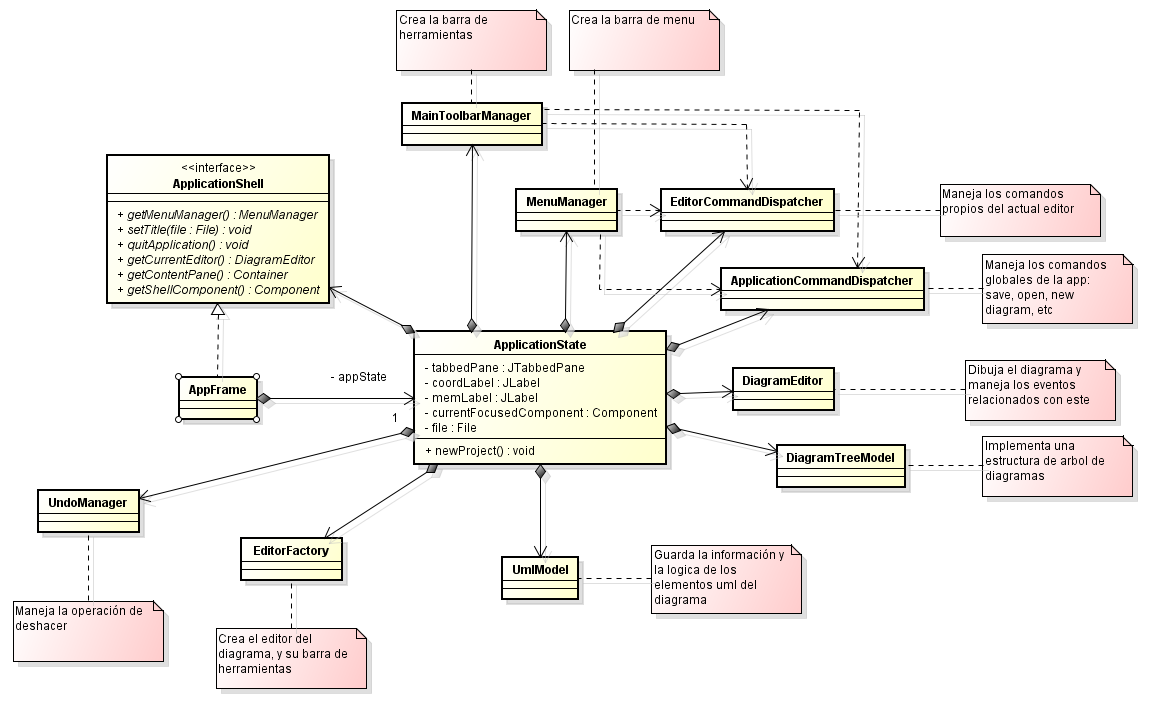 Crea la barra de
herramientas
Crea la barra de menu
MainToolbarManager
<<interface>>
ApplicationShell
+ getMenuManager() : MenuManager
+ setTitle(file : File) : void
+ quitApplication() : void
+ getCurrentEditor() : DiagramEditor
+ getContentPane() : Container
+ getShellComponent() : Component
MenuManager
EditorCommandDispatcher
Maneja los comandos
propios del actual editor
ApplicationCommandDispatcher
Maneja los comandos
globales de la app:
save, open, new
diagram, etc
ApplicationState
- tabbedPane : JTabbedPane
- coordLabel : JLabel
- memLabel : JLabel
- currentFocusedComponent : Component
- file : File
+ newProject() : void
AppFrame
- appState
1
DiagramEditor
Dibuja el diagrama y
maneja los eventos
relacionados con este
DiagramTreeModel
Implementa una
estructura de arbol de
diagramas
UndoManager
EditorFactory
UmlModel
Guarda la información y
la logica de los
elementos uml del
diagrama
Maneja la operación de
deshacer
Crea el editor del
diagrama, y su barra de
herramientas